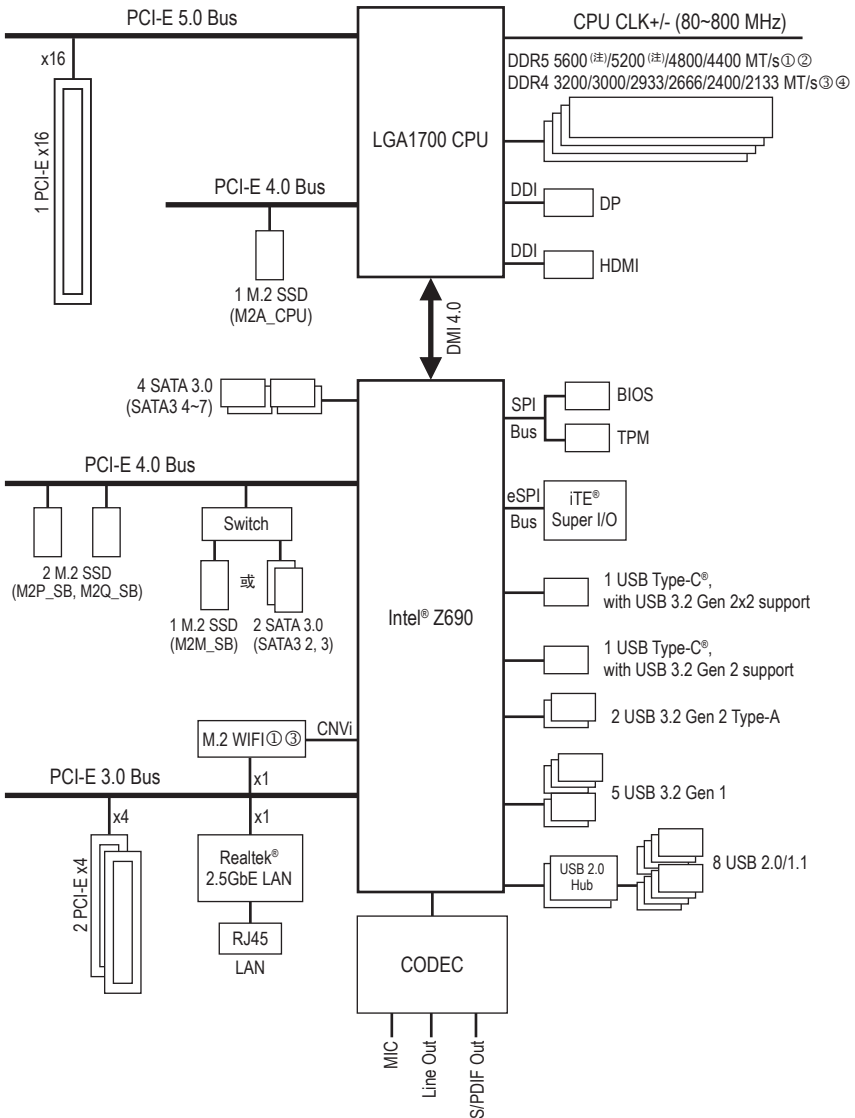 PCI-E 5.0 Bus
CPU CLK+/- (80~800 MHz)
x16
DDR5 5600 (注)/5200 (注)/4800/4400 MT/s①②
DDR4 3200/3000/2933/2666/2400/2133 MT/s③④
1 PCI-E x16
LGA1700 CPU
PCI-E 4.0 Bus
DDI
DP
DDI
HDMI
1 M.2 SSD
(M2A_CPU)
DMI 4.0
4 SATA 3.0
(SATA3 4~7)
SPI
Bus
BIOS
TPM
PCI-E 4.0 Bus
eSPI
Bus
iTE®
Super I/O
Switch
2 M.2 SSD
(M2P_SB, M2Q_SB)
或
1 M.2 SSD
(M2M_SB)
2 SATA 3.0
(SATA3 2, 3)
Intel® Z690
1 USB Type-C®,
with USB 3.2 Gen 2x2 support
1 USB Type-C®,
with USB 3.2 Gen 2 support
2 USB 3.2 Gen 2 Type-A
M.2 WIFI①③
CNVi
x1
PCI-E 3.0 Bus
5 USB 3.2 Gen 1
x4
x1
2 PCI-E x4
Realtek®
2.5GbE LAN
USB 2.0
Hub
8 USB 2.0/1.1
RJ45
LAN
CODEC
MIC
Line Out
S/PDIF Out